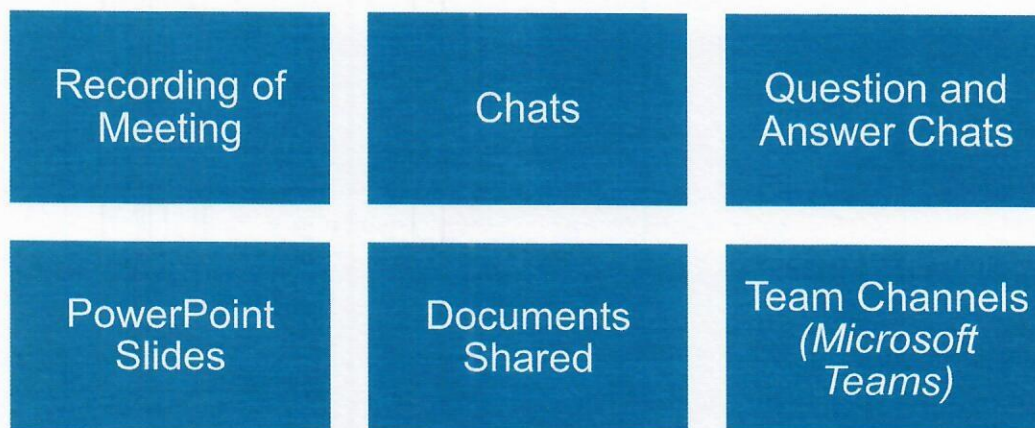 Recording of
Meeting
Chats
Question and
Answer Chats
PowerPoint
Slides
Documents
Shared
Team Channels
(Microsoft
Teams)